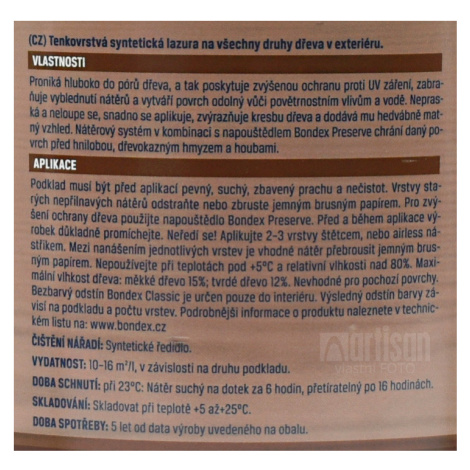 (CZ) Tenkovrstvá syntetická lazura na všechny druhy dřeva v exteriéru.
VLASTNOSTI
Proniká hluboko do pórů dřeva, a tak poskytuje zvýšenou ochranu proti UV záření, zabra-
ňuje vyblednutí nátěrů a vytváří povrch odolný vůči povětrnostním vlivům a vodě. Nepras-
ká a neloupe se, snadno se aplikuje, zvýrazňuje kresbu dřeva a dodává mu hedvábně mat-
ný vzhled. Nátěrový systém v kombinaci s napouštědlem Bondex Preserve chrání daný po-
vrch před hnilobou, dřevokazným hmyzem a houbami.
APLIKACE
Podklad musí být před aplikací pevný, suchý, zbavený prachu a nečistot. Vrstvy sta-
rých nepřilnavých nátěrů odstraňte nebo zbruste jemným brusným papírem. Pro zvý-
šení ochrany dřeva použijte napouštědlo Bondex Preserve. Před a během aplikace vý-
robek důkladně promíchejte. Neředí se! Aplikujte 2–3 vrstvy štětcem, nebo airless ná-
střikem. Mezi nanášením jednotlivých vrstev je vhodné nátěr přebrousit jemným brus-
ným papírem. Nepoužívejte při teplotách pod +5°C a relativní vlhkosti nad 80%. Maxi-
mální vlhkost dřeva: měkké dřevo 15%; tvrdé dřevo 12%. Nevhodné pro pochozí povrchy.
Bezbarvý odstín Bondex Classic je určen pouze do interiéru. Výsledný odstín barvy zá-
visí na podkladu a počtu vrstev. Podrobnější informace o produktu naleznete v technic-
kém listu na: www.bondex.cz
ČIŠTĚNÍ NÁŘADÍ: Syntetické ředidlo.
VYDATNOST: 10–16 m²/l, v závislosti na druhu podkladu.
DOBA SCHNUTÍ: při 23°C: Nátěr suchý na dotek za 6 hodin, přetíratelný po 16 hodinách.
SKLADOVÁNÍ: Skladovat při teplotě +5 až+25°C.
DOBA SPOTŘEBY: 5 let od data výroby uvedeného na obalu.
artison
vlastní FOTO